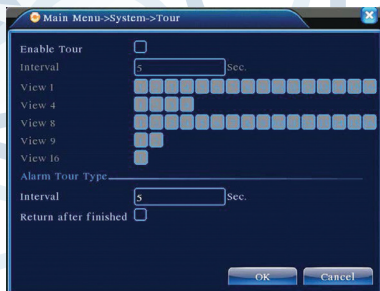 Main Menu->System->Tour
Enable Tour
Interval 5 Sec.
View 1
View 4
View 8
View 9
View 16
Alarm Tour Type
Interval 5 Sec.
Return after finished
OK Cancel